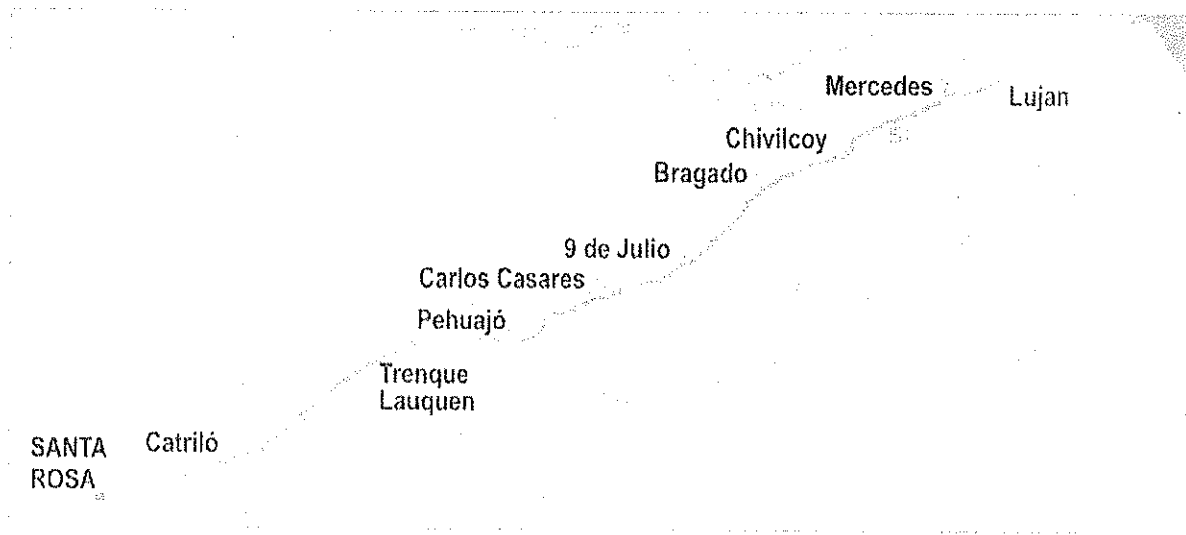 Mercedes
Lujan
Chivilcoy
Bragado
9 de Julio
Carlos Casares
Pehuajó
Trenque
Lauquen
SANTA
ROSA
Catriló